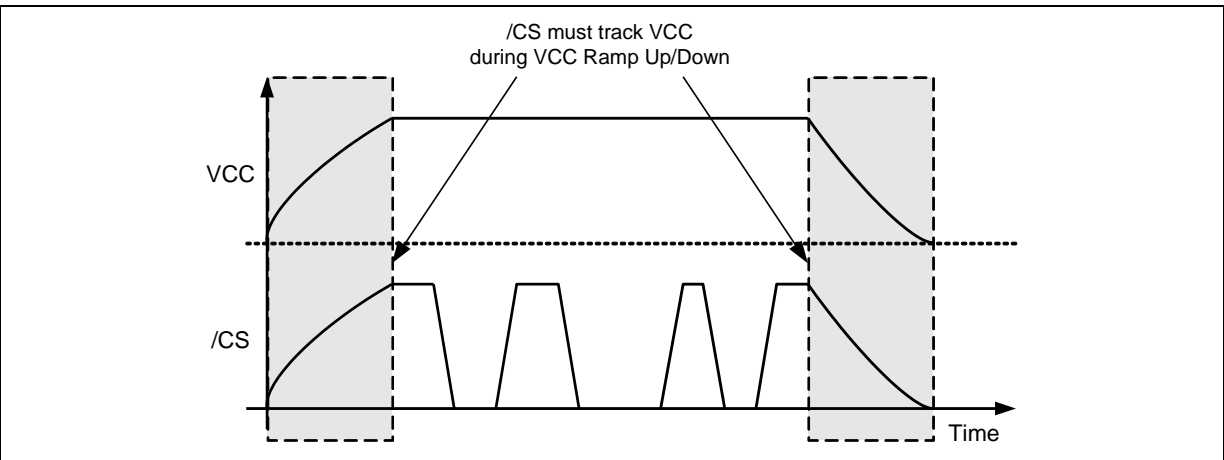 /CS must track VCC
during VCC Ramp Up/Down
VCC
/CS
Time